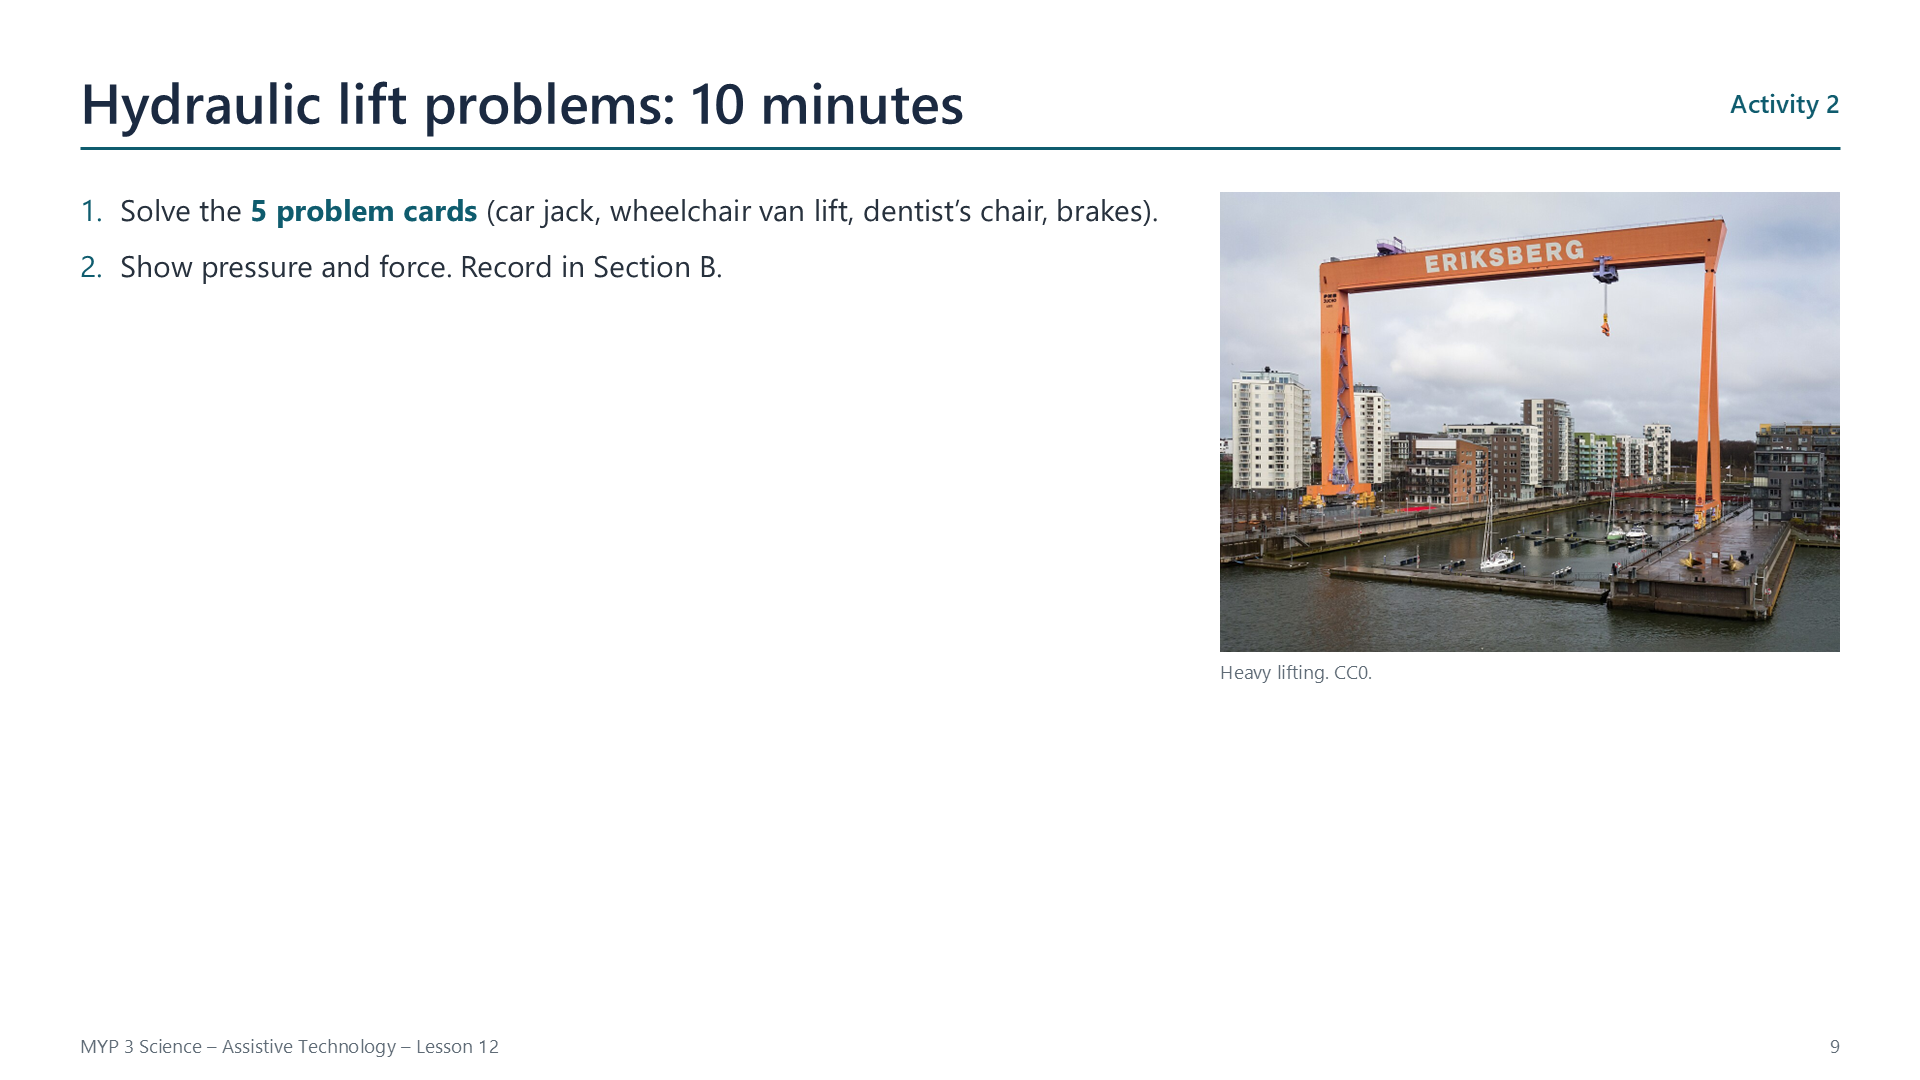 Hydraulic lift problems: 10 minutes
Activity 2
1. Solve the 5 problem cards (car jack, wheelchair van lift, dentist’s chair, brakes).
2. Show pressure and force. Record in Section B.
ERIKSBERG
Heavy lifting. CC0.
MYP 3 Science – Assistive Technology – Lesson 12
9